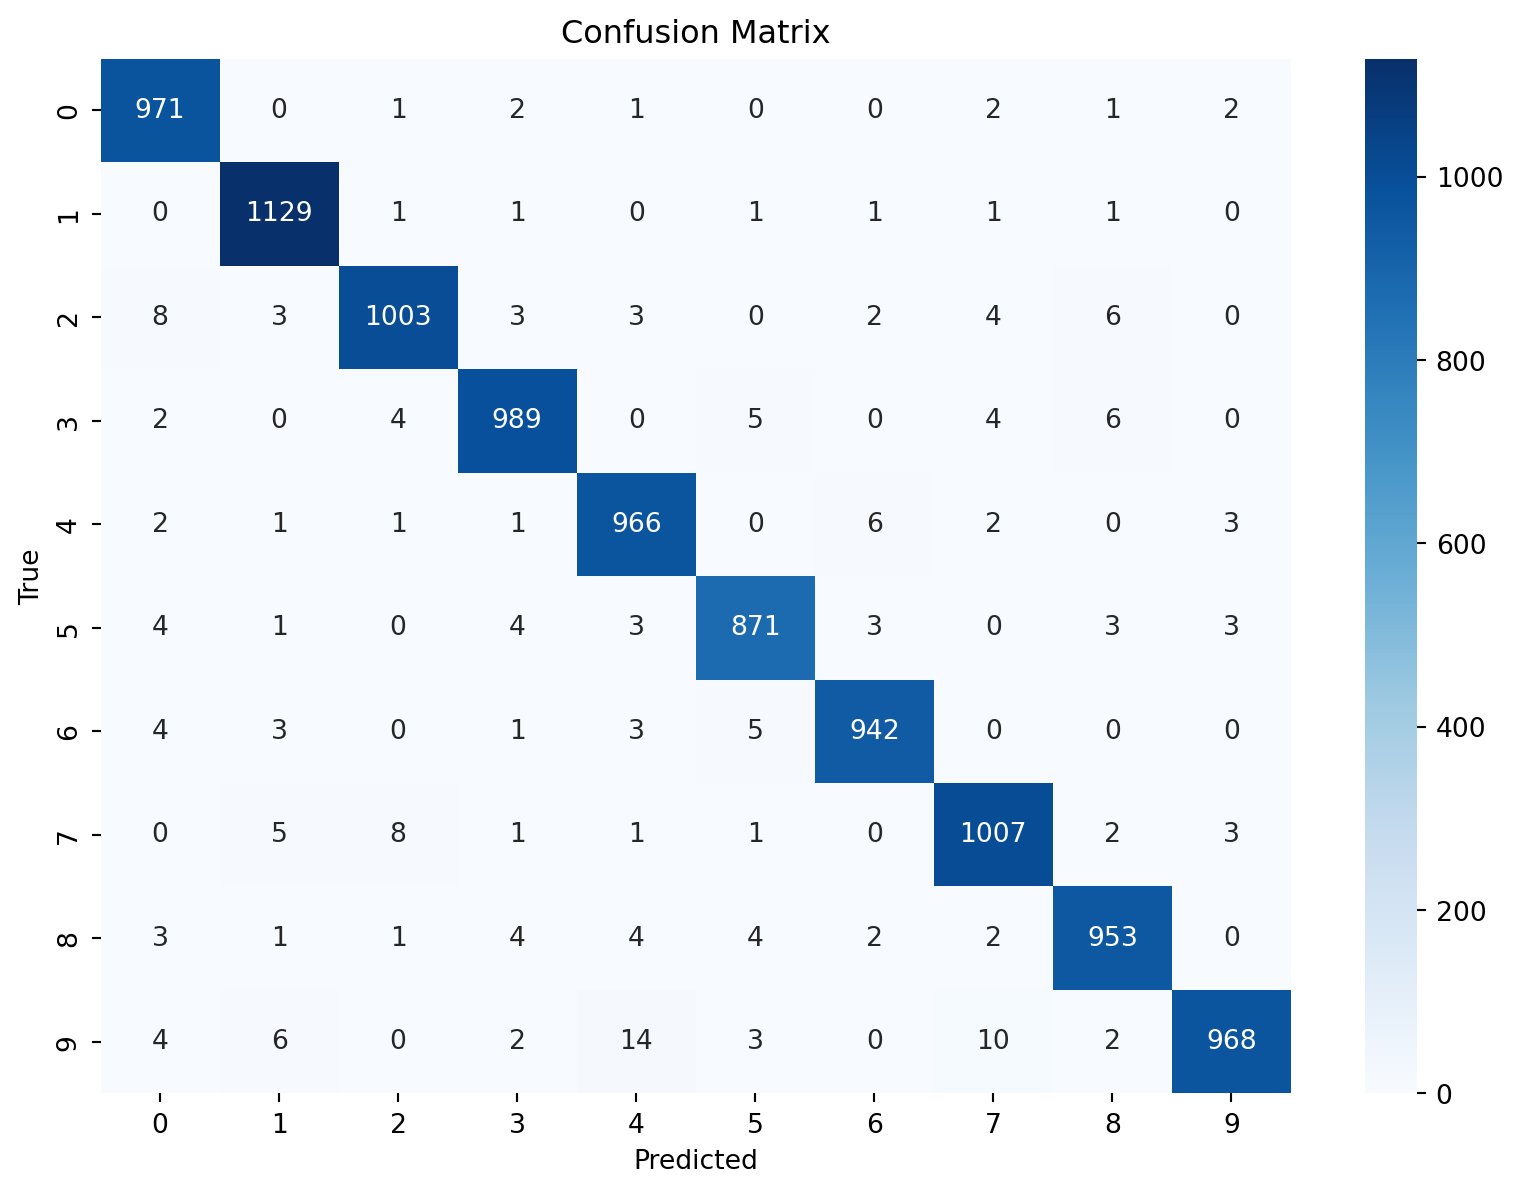 Confusion Matrix
0 971 0 1 2 1 0 0 2 1 2
1 0 1129 1 1 0 1 1 1 1 0
2 8 3 1003 3 3 0 2 4 6 0
3 2 0 4 989 0 5 0 4 6 0
4 2 1 1 1 966 0 6 2 0 3
5 4 1 0 4 3 871 3 0 3 3
6 4 3 0 1 3 5 942 0 0 0
7 0 5 8 1 1 1 0 1007 2 3
8 3 1 1 4 4 4 2 2 953 0
9 4 6 0 2 14 3 0 10 2 968
0 1 2 3 4 5 6 7 8 9
Predicted
True
1000
800
600
400
200
0